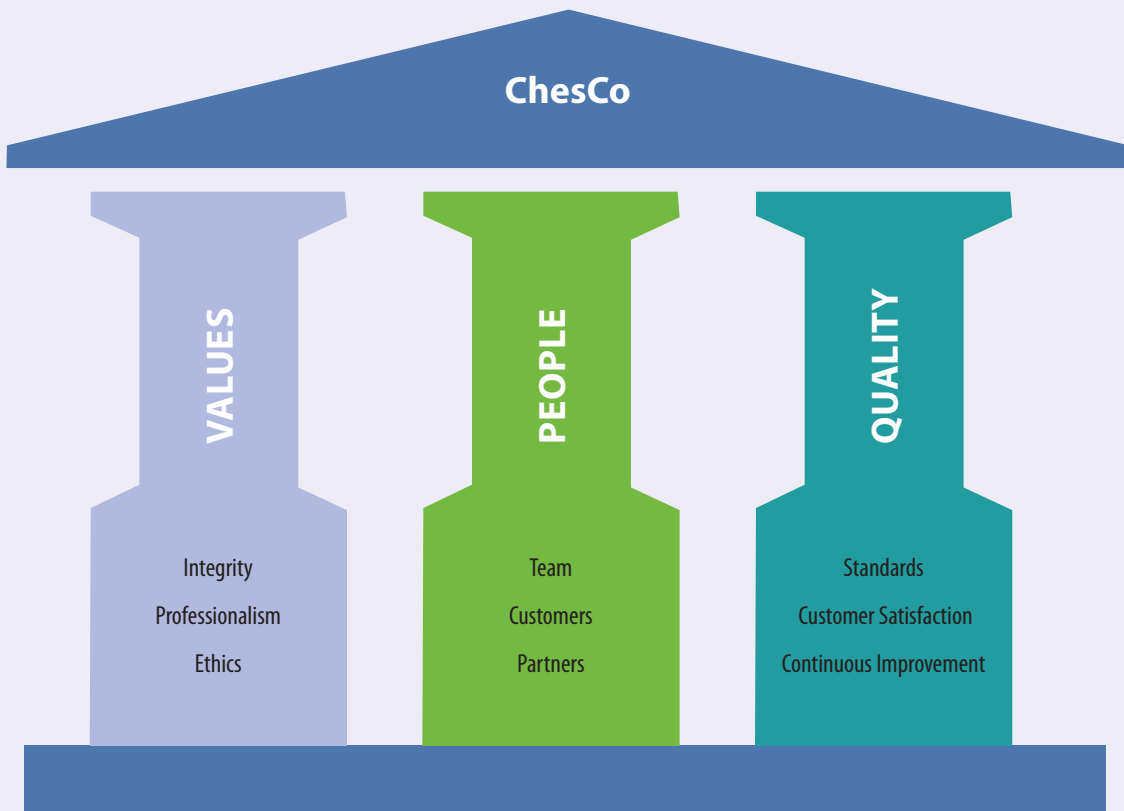 ChesCo
VALUES
Integrity
Professionalism
Ethics
PEOPLE
Team
Customers
Partners
QUALITY
Standards
Customer Satisfaction
Continuous Improvement